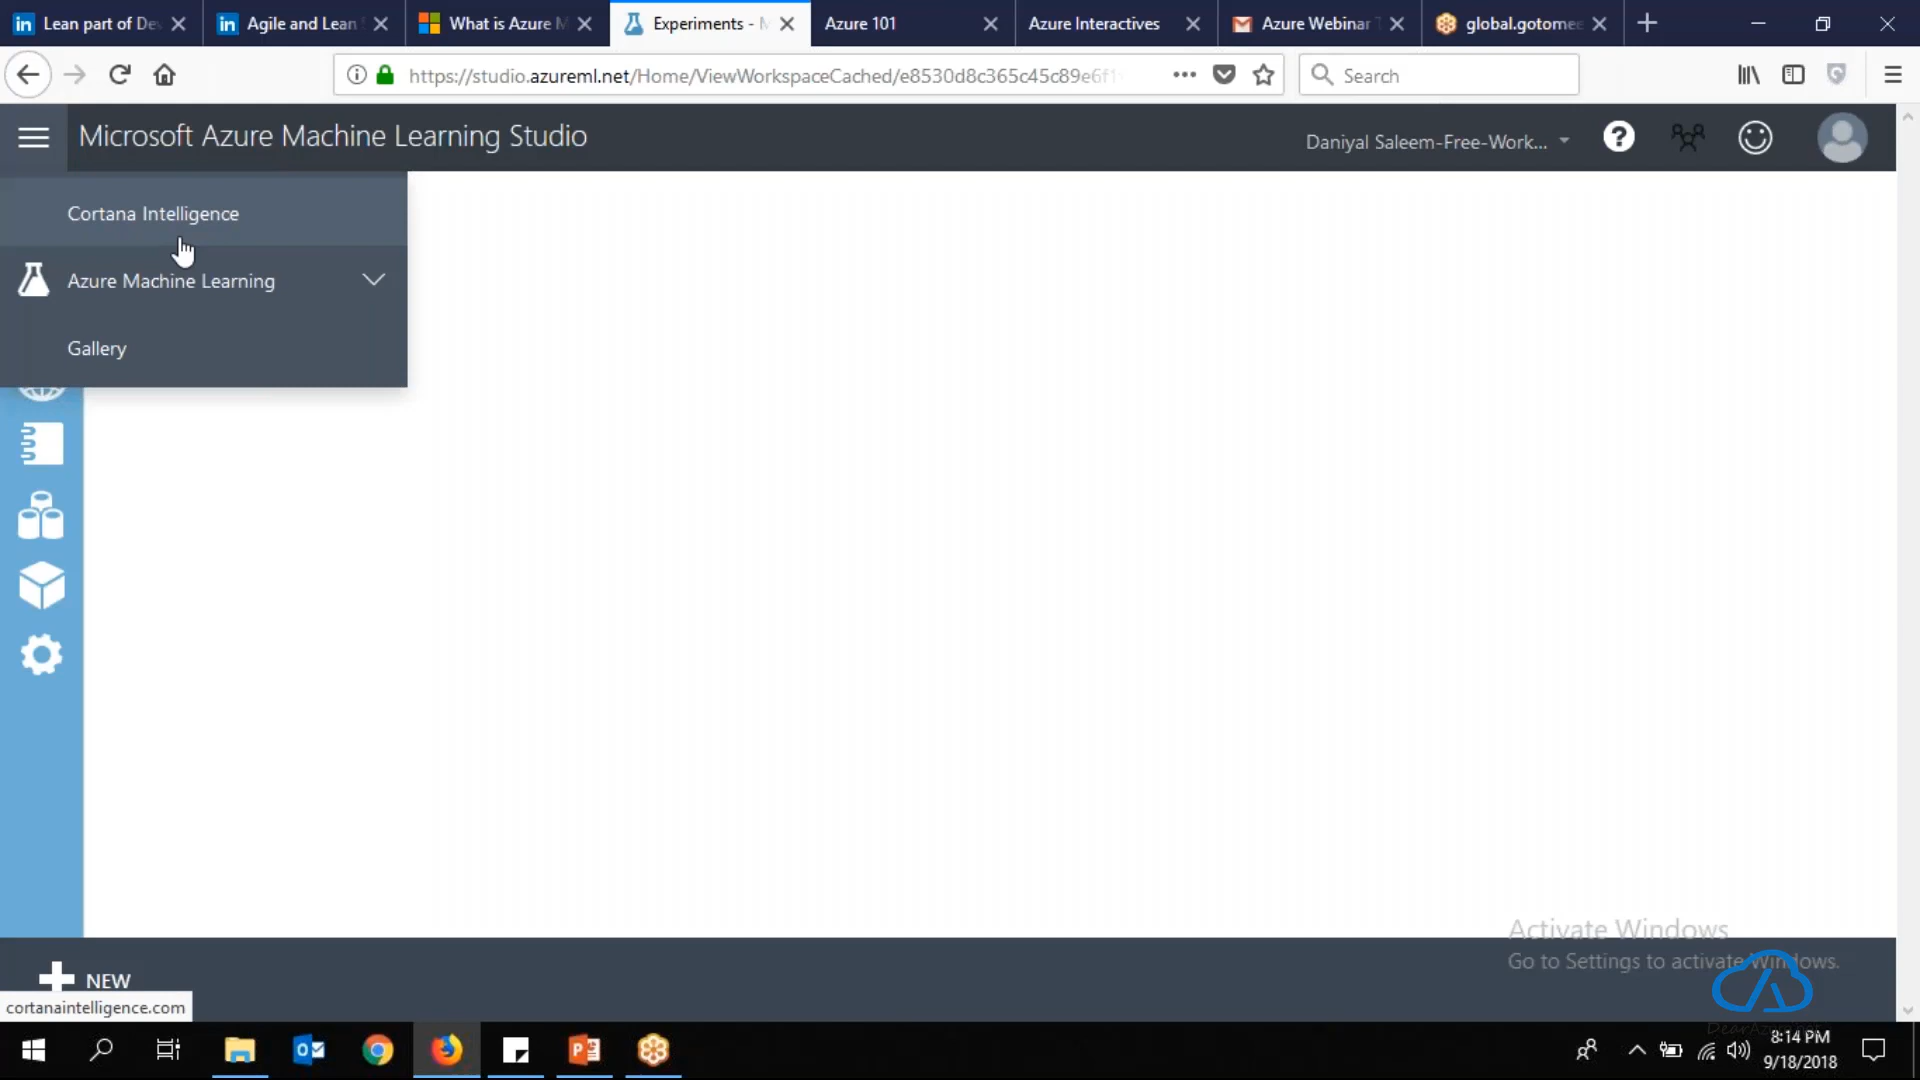 Lean part of De
Agile and Lean
What is Azure M
Experiments - M
Azure 101
Azure Interactives
Azure Webinar T
global.gotomee
https://studio.azureml.net/Home/ViewWorkspaceCached/e8530d8c365c45c89e6f1
Search
Microsoft Azure Machine Learning Studio
Daniyal Saleem-Free-Work...
Cortana Intelligence
Azure Machine Learning
Gallery
Activate Windows
Go to Settings to activate Windows.
NEW
cortanaintelligence.com
8:14 PM
9/18/2018